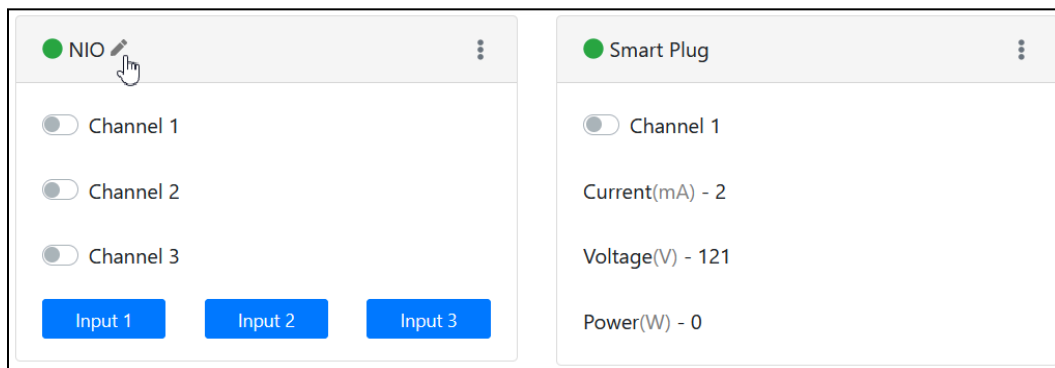 NIO
Channel 1
Channel 2
Channel 3
Input 1
Input 2
Input 3
Smart Plug
Channel 1
Current(mA) - 2
Voltage(V) - 121
Power(W) - 0